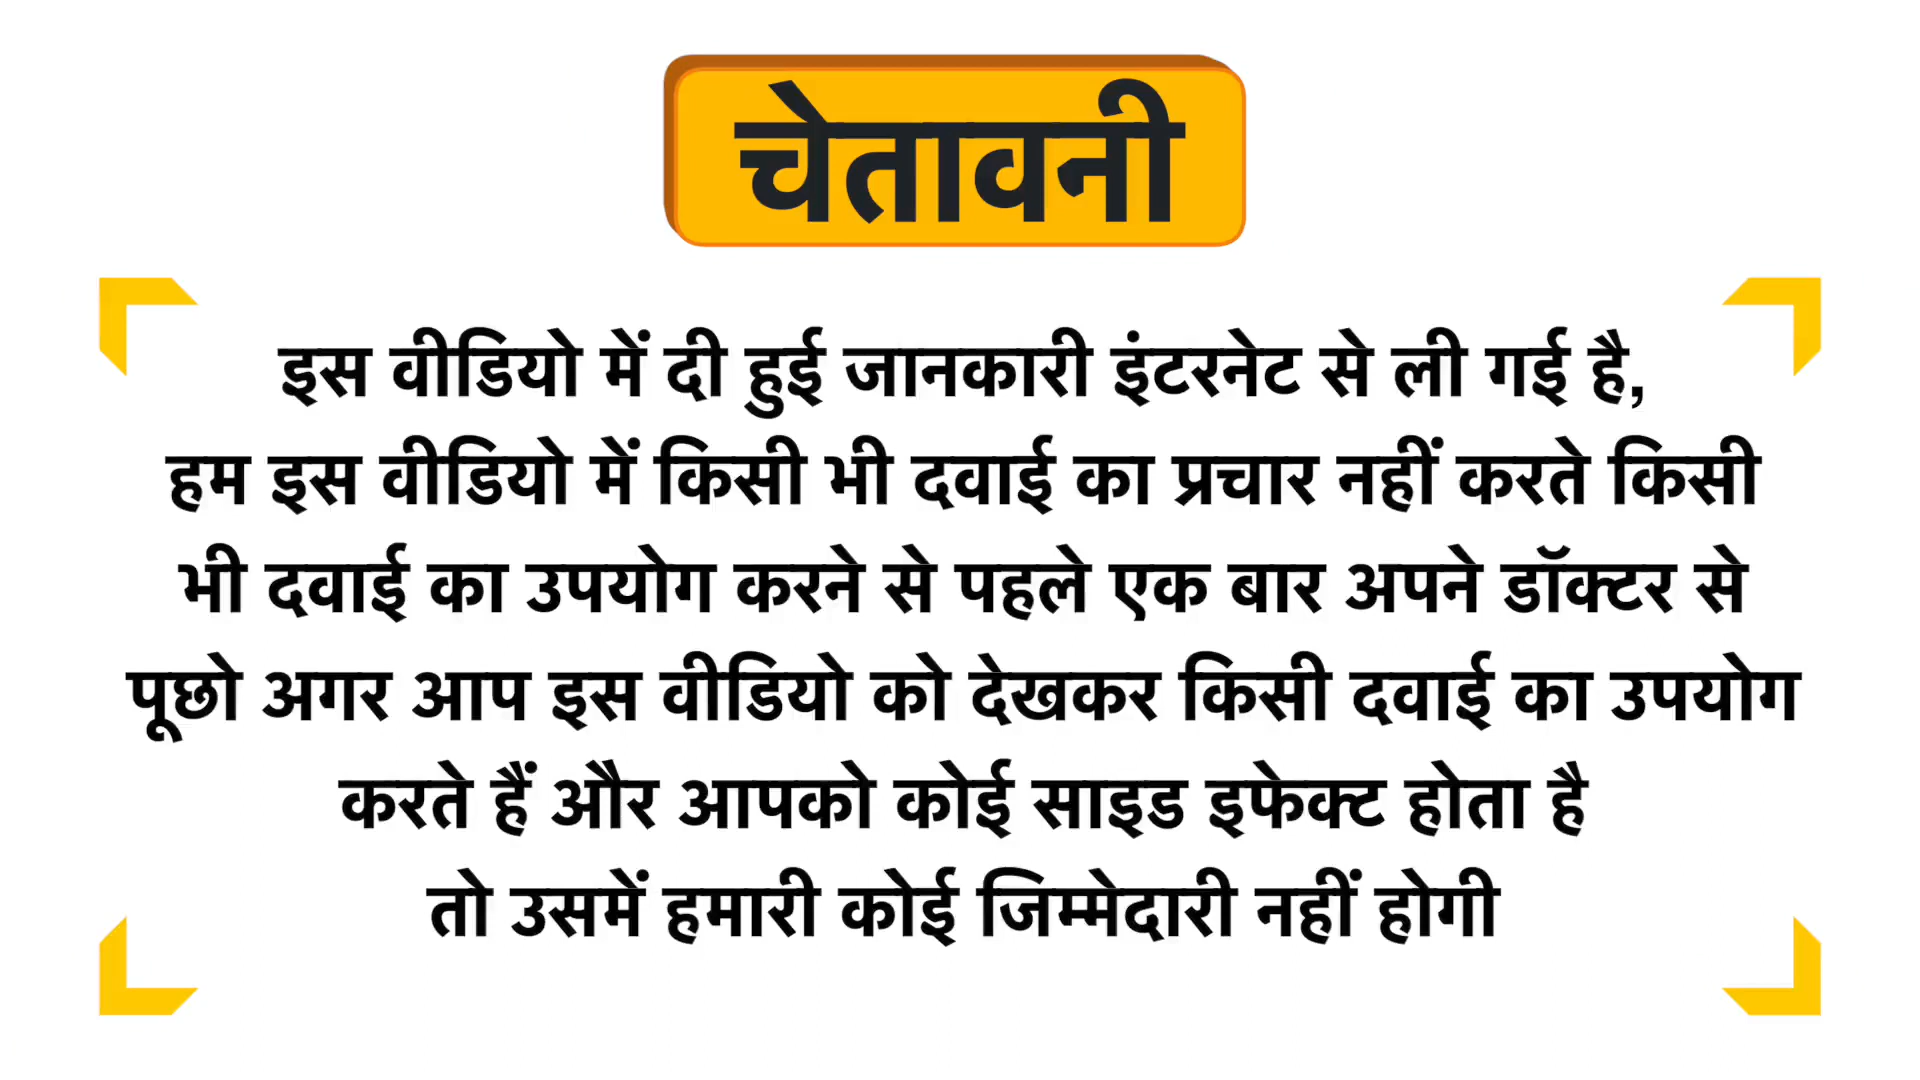 चेतावनी
इस वीडियो में दी हुई जानकारी इंटरनेट से ली गई है,
हम इस वीडियो में किसी भी दवाई का प्रचार नहीं करते किसी
भी दवाई का उपयोग करने से पहले एक बार अपने डॉक्टर से
पूछो अगर आप इस वीडियो को देखकर किसी दवाई का उपयोग
करते हैं और आपको कोई साइड इफेक्ट होता है
तो उसमें हमारी कोई जिम्मेदारी नहीं होगी